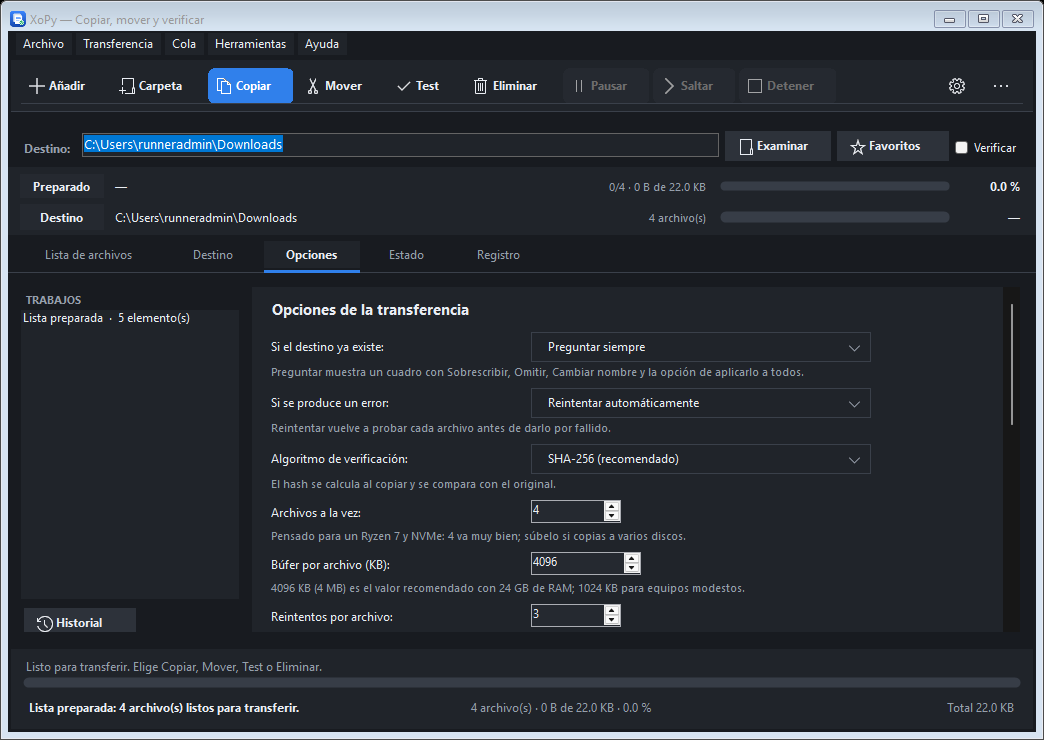 XoPy — Copiar, mover y verificar
Archivo Transferencia Cola Herramientas Ayuda
Añadir Carpeta Copiar Mover Test Eliminar Pausar Saltar Detener ...
Destino: C:\Users\runneradmin\Downloads Examinar Favoritos Verificar
Preparado — 0/4 · 0 B de 22.0 KB 0.0 %
Destino C:\Users\runneradmin\Downloads 4 archivo(s) —
Lista de archivos Destino Opciones Estado Registro
TRABAJOS
Lista preparada · 5 elemento(s)
Historial
Opciones de la transferencia
Si el destino ya existe: Preguntar siempre
Preguntar muestra un cuadro con Sobrescribir, Omitir, Cambiar nombre y la opción de aplicarlo a todos.
Si se produce un error: Reintentar automáticamente
Reintentar vuelve a probar cada archivo antes de darlo por fallido.
Algoritmo de verificación: SHA-256 (recomendado)
El hash se calcula al copiar y se compara con el original.
Archivos a la vez: 4
Pensado para un Ryzen 7 y NVMe: 4 va muy bien; súbelo si copias a varios discos.
Búfer por archivo (KB): 4096
4096 KB (4 MB) es el valor recomendado con 24 GB de RAM; 1024 KB para equipos modestos.
Reintentos por archivo: 3
Listo para transferir. Elige Copiar, Mover, Test o Eliminar.
Lista preparada: 4 archivo(s) listos para transferir. 4 archivo(s) · 0 B de 22.0 KB · 0.0 % Total 22.0 KB